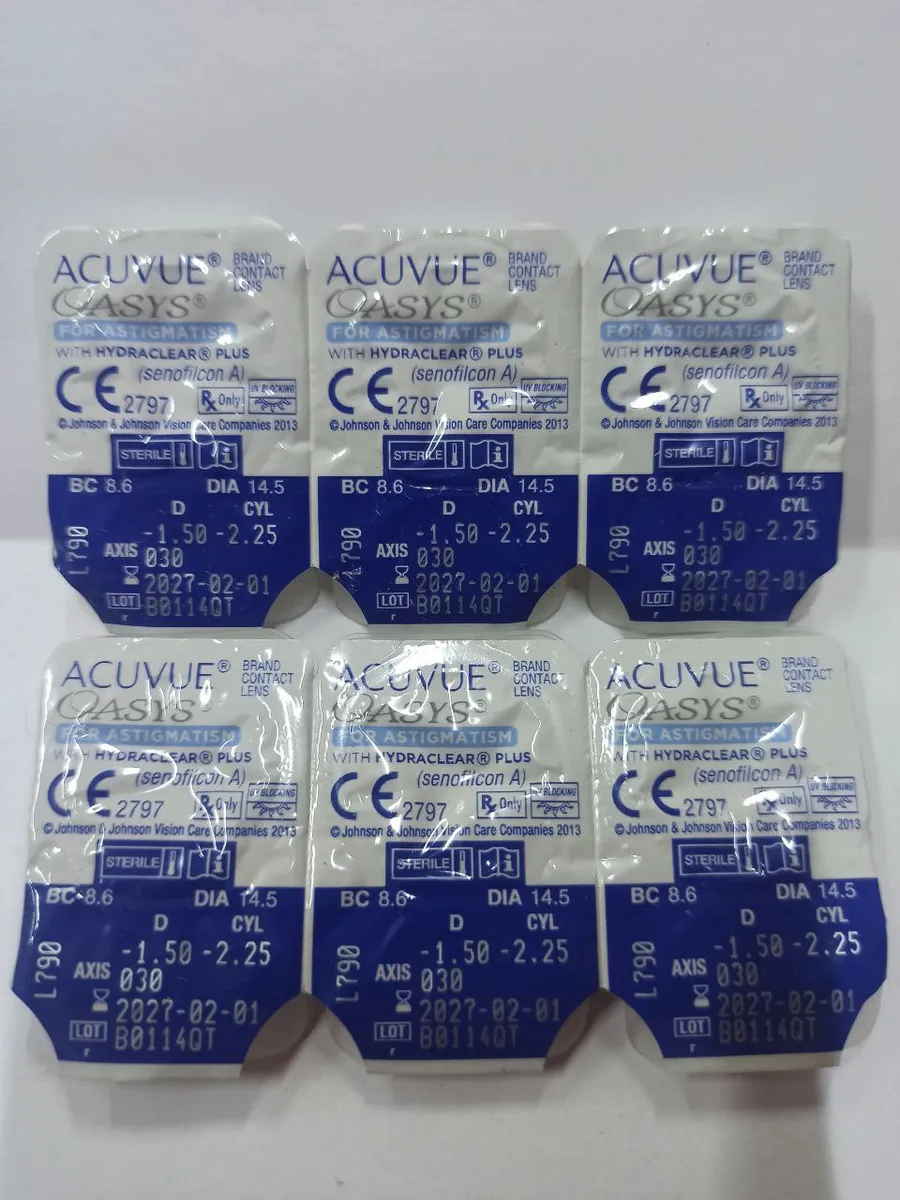 ACUVUE® BRAND CONTACT LENS
OASYS®
FOR ASTIGMATISM
WITH HYDRACLEAR® PLUS
(senofilcon A)
CE 2797 Rx Only UV BLOCKING
© Johnson & Johnson Vision Care Companies 2013
STERILE i
BC 8.6 DIA 14.5
D CYL
-1.50 -2.25
AXIS 030
2027-02-01
LOT B0114QT
r
L790
ACUVUE® BRAND CONTACT LENS
OASYS®
FOR ASTIGMATISM
WITH HYDRACLEAR® PLUS
(senofilcon A)
CE 2797 Rx Only UV BLOCKING
© Johnson & Johnson Vision Care Companies 2013
STERILE i
BC 8.6 DIA 14.5
D CYL
-1.50 -2.25
AXIS 030
2027-02-01
LOT B0114QT
r
L790
ACUVUE® BRAND CONTACT LENS
OASYS®
FOR ASTIGMATISM
WITH HYDRACLEAR® PLUS
(senofilcon A)
CE 2797 Rx Only UV BLOCKING
© Johnson & Johnson Vision Care Companies 2013
STERILE i
BC 8.6 DIA 14.5
D CYL
-1.50 -2.25
AXIS 030
2027-02-01
LOT B0114QT
r
L790
ACUVUE® BRAND CONTACT LENS
OASYS®
FOR ASTIGMATISM
WITH HYDRACLEAR® PLUS
(senofilcon A)
CE 2797 Rx Only UV BLOCKING
© Johnson & Johnson Vision Care Companies 2013
STERILE i
BC 8.6 DIA 14.5
D CYL
-1.50 -2.25
AXIS 030
2027-02-01
LOT B0114QT
r
L790
ACUVUE® BRAND CONTACT LENS
OASYS®
FOR ASTIGMATISM
WITH HYDRACLEAR® PLUS
(senofilcon A)
CE 2797 Rx Only UV BLOCKING
© Johnson & Johnson Vision Care Companies 2013
STERILE i
BC 8.6 DIA 14.5
D CYL
-1.50 -2.25
AXIS 030
2027-02-01
LOT B0114QT
r
L790
ACUVUE® BRAND CONTACT LENS
OASYS®
FOR ASTIGMATISM
WITH HYDRACLEAR® PLUS
(senofilcon A)
CE 2797 Rx Only UV BLOCKING
© Johnson & Johnson Vision Care Companies 2013
STERILE i
BC 8.6 DIA 14.5
D CYL
-1.50 -2.25
AXIS 030
2027-02-01
LOT B0114QT
r
L790